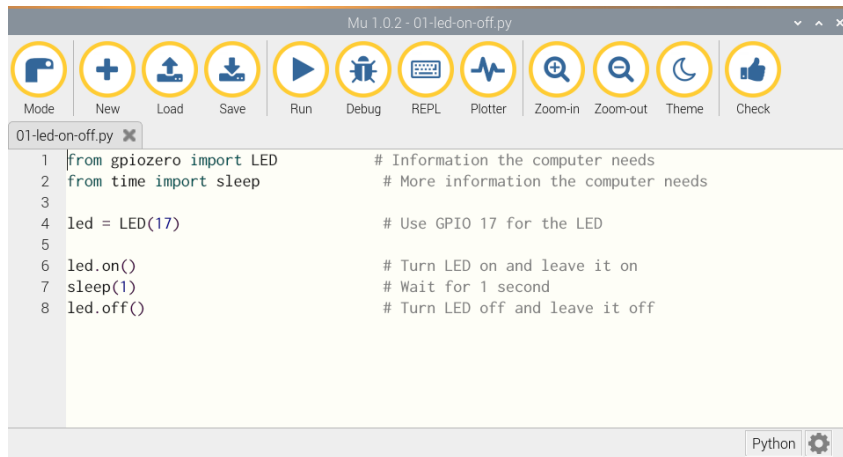 Mu 1.0.2 - 01-led-on-off.py
Mode New Load Save Run Debug REPL Plotter Zoom-in Zoom-out Theme Check
01-led-on-off.py
1 from gpiozero import LED # Information the computer needs
2 from time import sleep # More information the computer needs
3
4 led = LED(17) # Use GPIO 17 for the LED
5
6 led.on() # Turn LED on and leave it on
7 sleep(1) # Wait for 1 second
8 led.off() # Turn LED off and leave it off
Python